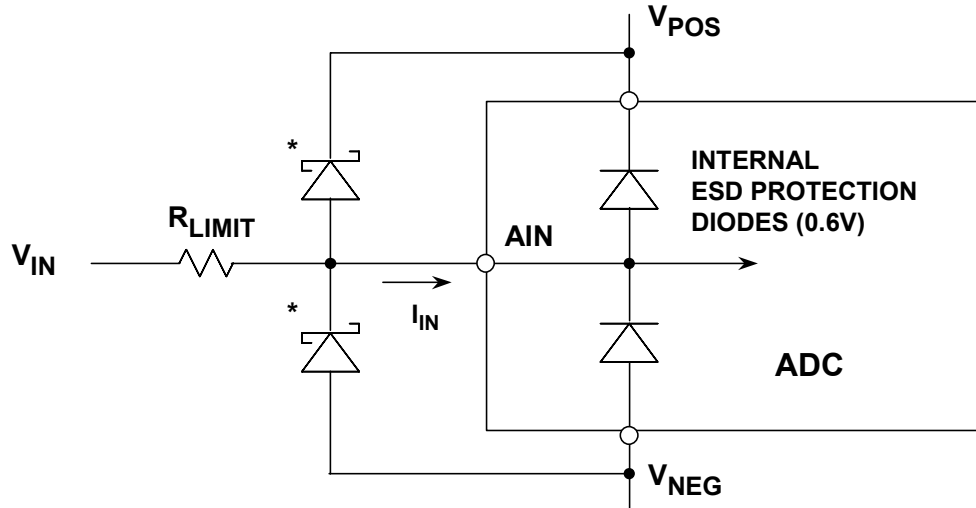 VPOS
*
INTERNAL
ESD PROTECTION
DIODES (0.6V)
RLIMIT
AIN
VIN
*
IIN
ADC
VNEG